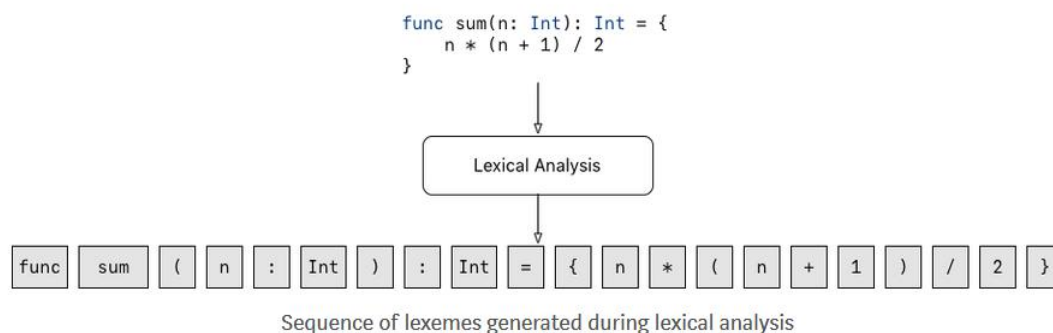 func sum(n: Int): Int = {
    n * (n + 1) / 2
}
Lexical Analysis
func sum ( n : Int ) : Int = { n * ( n + 1 ) / 2 }
Sequence of lexemes generated during lexical analysis